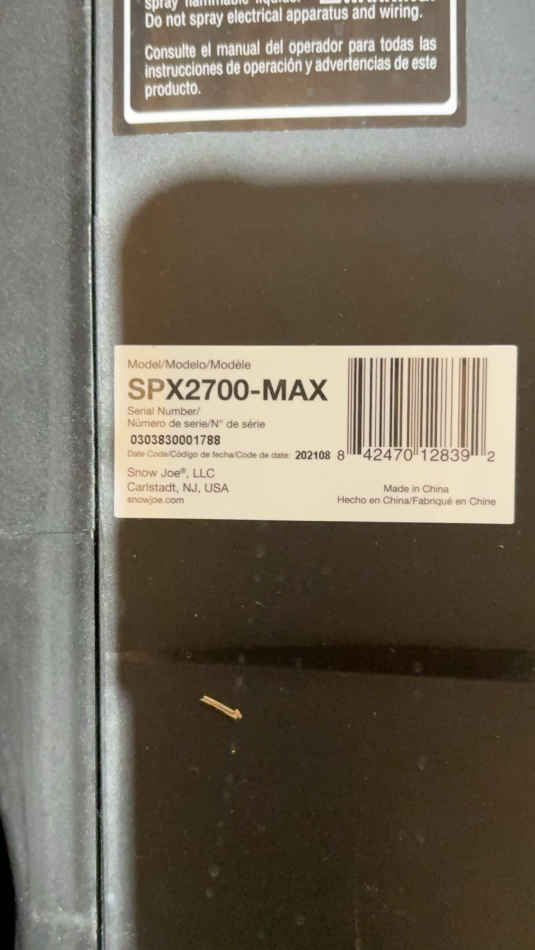 spray flammable liquids.
Do not spray electrical apparatus and wiring.
Consulte el manual del operador para todas las
instrucciones de operación y advertencias de este
producto.
Model/Modelo/Modèle
SPX2700-MAX
Serial Number/
Número de serie/N° de série
0303830001788
Date Code/Código de fecha/Code de date: 202108
Snow Joe®, LLC
Carlstadt, NJ, USA
snowjoe.com
8 42470 12839 2
Made in China
Hecho en China/Fabriqué en Chine